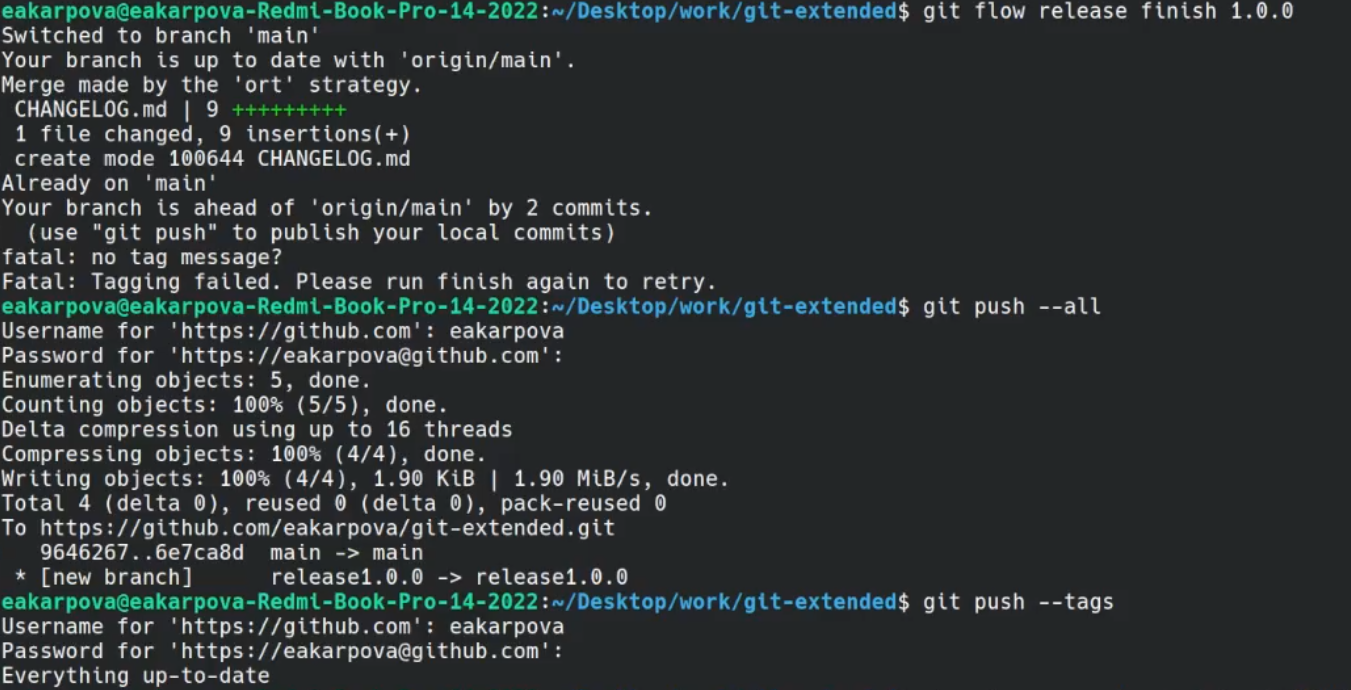 eakarpova@eakarpova-Redmi-Book-Pro-14-2022:~/Desktop/work/git-extended$ git flow release finish 1.0.0
Switched to branch 'main'
Your branch is up to date with 'origin/main'.
Merge made by the 'ort' strategy.
 CHANGELOG.md | 9 +++++++++
 1 file changed, 9 insertions(+)
 create mode 100644 CHANGELOG.md
Already on 'main'
Your branch is ahead of 'origin/main' by 2 commits.
  (use "git push" to publish your local commits)
fatal: no tag message?
Fatal: Tagging failed. Please run finish again to retry.
eakarpova@eakarpova-Redmi-Book-Pro-14-2022:~/Desktop/work/git-extended$ git push --all
Username for 'https://github.com': eakarpova
Password for 'https://eakarpova@github.com':
Enumerating objects: 5, done.
Counting objects: 100% (5/5), done.
Delta compression using up to 16 threads
Compressing objects: 100% (4/4), done.
Writing objects: 100% (4/4), 1.90 KiB | 1.90 MiB/s, done.
Total 4 (delta 0), reused 0 (delta 0), pack-reused 0
To https://github.com/eakarpova/git-extended.git
   9646267..6e7ca8d  main -> main
 * [new branch]      release1.0.0 -> release1.0.0
eakarpova@eakarpova-Redmi-Book-Pro-14-2022:~/Desktop/work/git-extended$ git push --tags
Username for 'https://github.com': eakarpova
Password for 'https://eakarpova@github.com':
Everything up-to-date